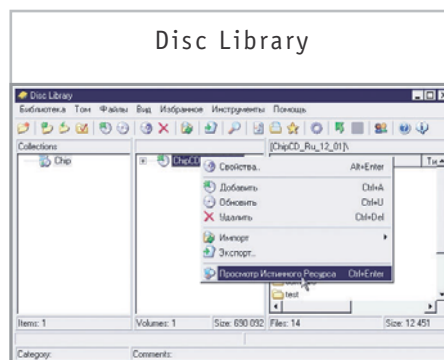 Disc Library
Disc Library
Библиотека Том Файлы Вид Избранное Инструменты Помощь
Collections
[ChipCD_Ru_12_01]\
Chip
ChipCD
Свойства.. Alt+Enter
Добавить Ctrl+A
Обновить Ctrl+U
Удалить Ctrl+Del
Импорт
Экспорт..
Просмотр Истинного Ресурса Ctrl+Enter
test
Items: 1 Volumes: 1 Size: 690 092 Files: 14 Size: 12 451
Category: Comments: